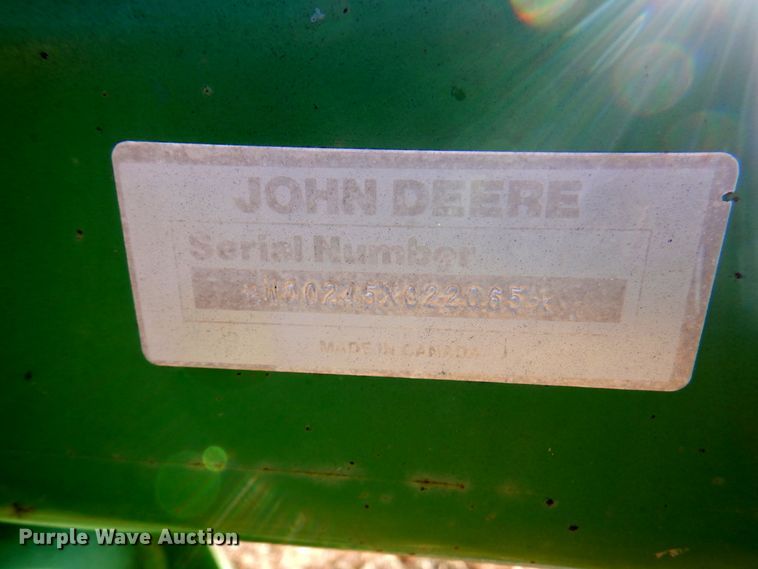 JOHN DEERE
Serial Number
MADE IN CANADA
Purple Wave Auction